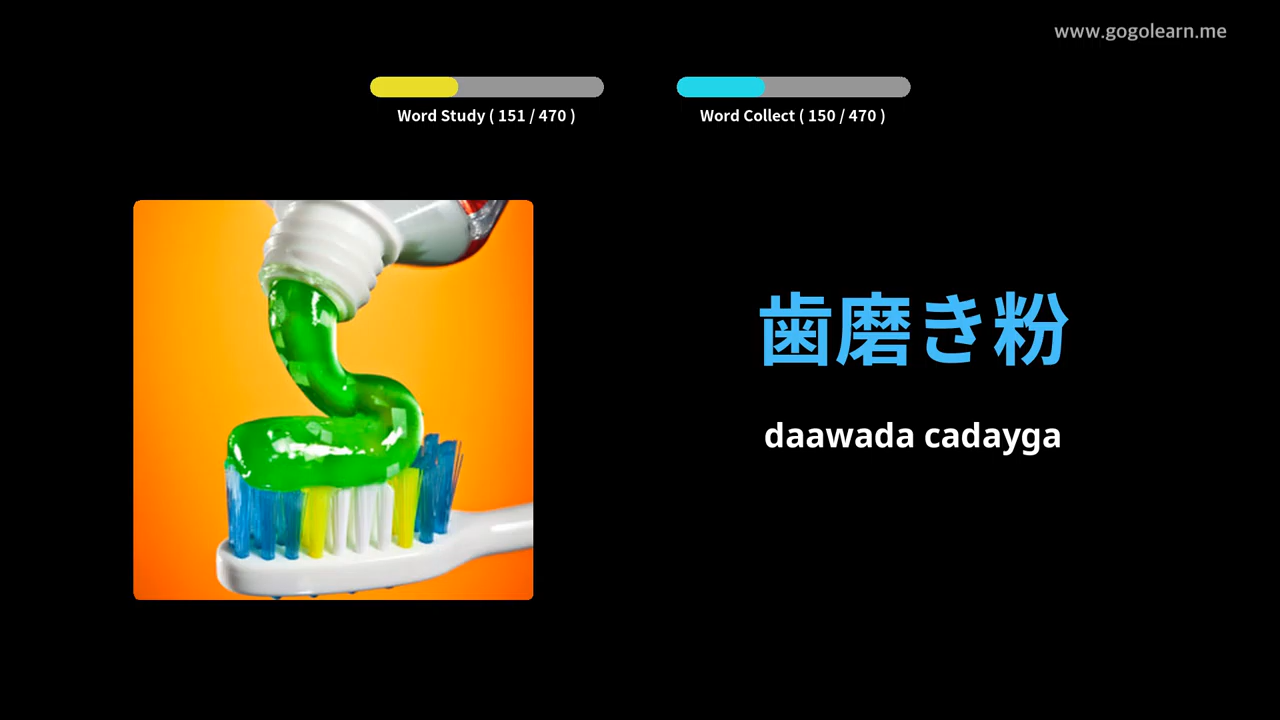 www.gogolearn.me
Word Study ( 151 / 470 )
Word Collect ( 150 / 470 )
歯磨き粉
daawada cadayga